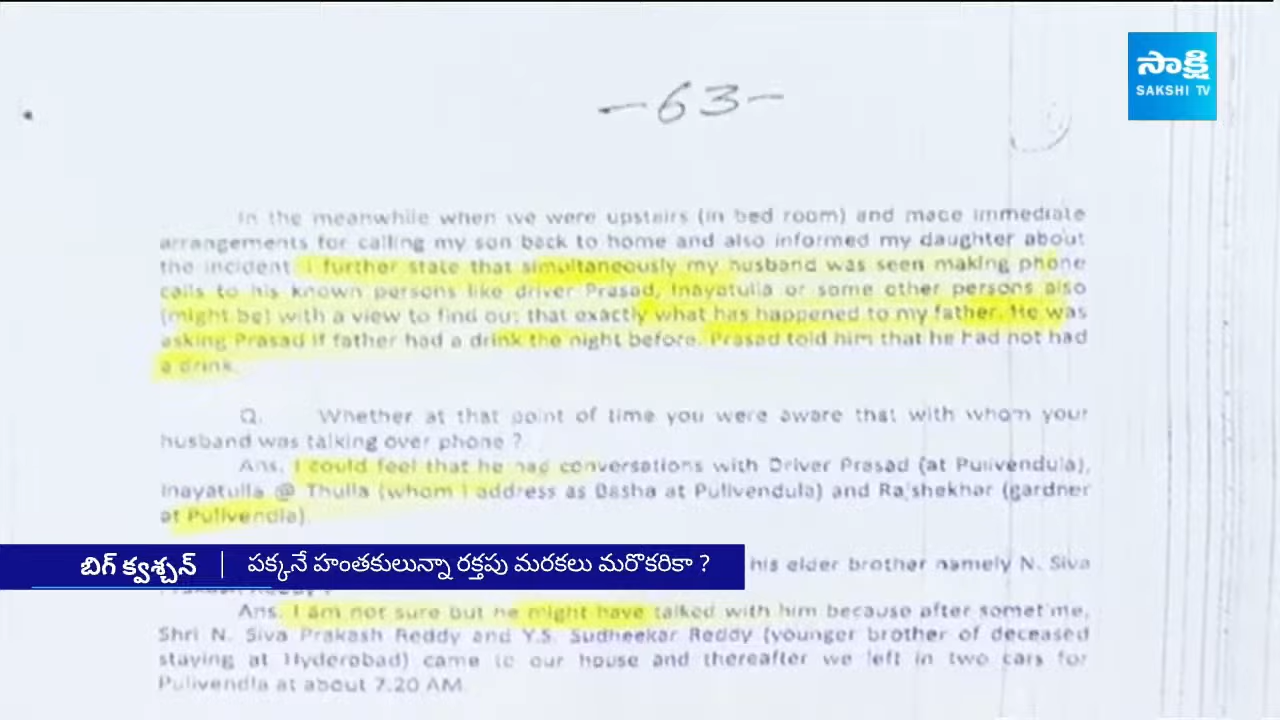 సాక్షి
SAKSHI TV
-63-
In the meanwhile when we were upstairs (in bed room) and made immediate
arrangements for calling my son back to home and also informed my daughter about
the incident I further state that simultaneously my husband was seen making phone
calls to his known persons like driver Prasad, Inayatulla or some other persons also
(might be) with a view to find out that exactly what has happened to my father. He was
asking Prasad if father had a drink the night before. Prasad told him that he had not had
a drink.
Q. Whether at that point of time you were aware that with whom your
husband was talking over phone ?
Ans. I could feel that he had conversations with Driver Prasad (at Pulivendula),
Inayatulla @ Thulla (whom I address as Basha at Pulivendula) and Rajshekhar (gardner
at Pulivendla)
his elder brother namely N. Siva
బిగ్ క్వశ్చన్ | పక్కనే హంతకులున్నా రక్తపు మరకలు మరొకరికా ?
Ans. I am not sure but he might have talked with him because after sometime,
Shri N. Siva Prakash Reddy and Y.S. Sudheekar Reddy (younger brother of deceased
staying at Hyderabad) came to our house and thereafter we left in two cars for
Pulivendla at about 7.20 AM